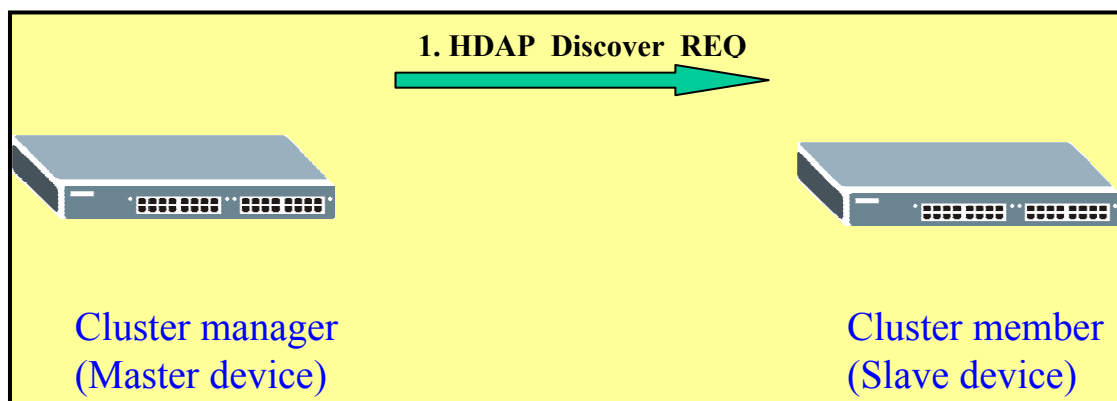 1. HDAP Discover REQ
Cluster manager
(Master device)
Cluster member
(Slave device)